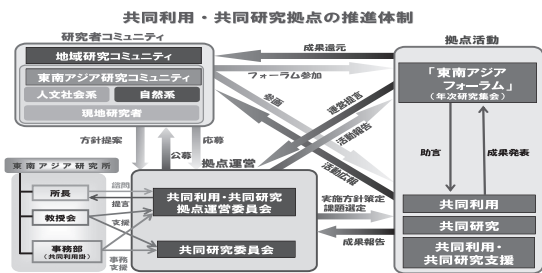 共同利用・共同研究拠点の推進体制
研究者コミュニティ
地域研究コミュニティ
東南アジア研究コミュニティ
人文社会系
自然系
現地研究者
成果還元
フォーラム参加
参画
運営提言
活動報告
活動広報
拠点活動
「東南アジア
フォーラム」
(年次研究集会)
助言
成果発表
共同利用
共同研究
共同利用・
共同研究支援
方針提案
公募
応募
拠点運営
共同利用・共同研究
拠点運営委員会
共同研究委員会
実施方針策定
課題選定
成果報告
東南アジア研究所
所長
教授会
事務部
(共同利用掛)
諮問
提言
支援
事務
支援